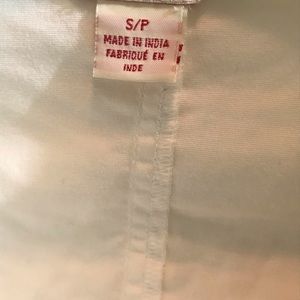 S/P
MADE IN INDIA
FABRIQUÉ EN
INDE